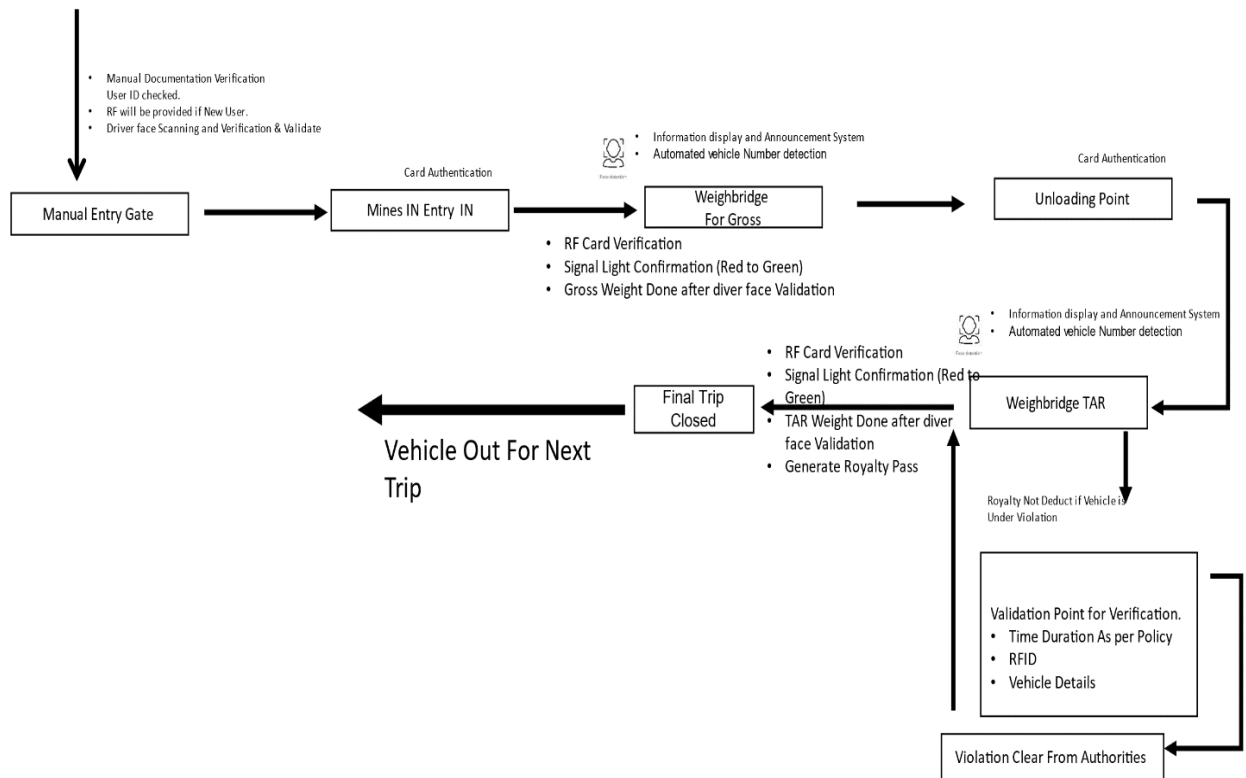 • Manual Documentation Verification
User ID checked.
• RF will be provided if New User.
• Driver face Scanning and Verification & Validate
Manual Entry Gate
Card Authentication
Mines IN Entry IN
• Information display and Announcement System
• Automated vehicle Number detection
Weighbridge
For Gross
• RF Card Verification
• Signal Light Confirmation (Red to Green)
• Gross Weight Done after diver face Validation
Card Authentication
Unloading Point
• Information display and Announcement System
• Automated vehicle Number detection
Weighbridge TAR
• RF Card Verification
• Signal Light Confirmation (Red to
Green)
• TAR Weight Done after diver
face Validation
• Generate Royalty Pass
Final Trip
Closed
Vehicle Out For Next
Trip
Royalty Not Deduct if Vehicle is
Under Violation
Validation Point for Verification.
• Time Duration As per Policy
• RFID
• Vehicle Details
Violation Clear From Authorities